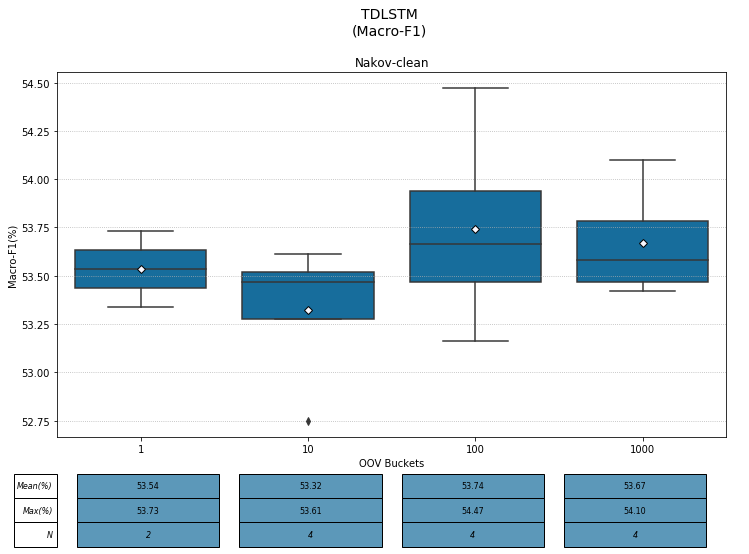 TDLSTM
(Macro-F1)
Nakov-clean
54.50
54.25
54.00
53.75
53.50
53.25
53.00
52.75
Macro-F1(%)
1 10 100 1000
OOV Buckets
Mean(%) 53.54 53.32 53.74 53.67
Max(%) 53.73 53.61 54.47 54.10
N 2 4 4 4